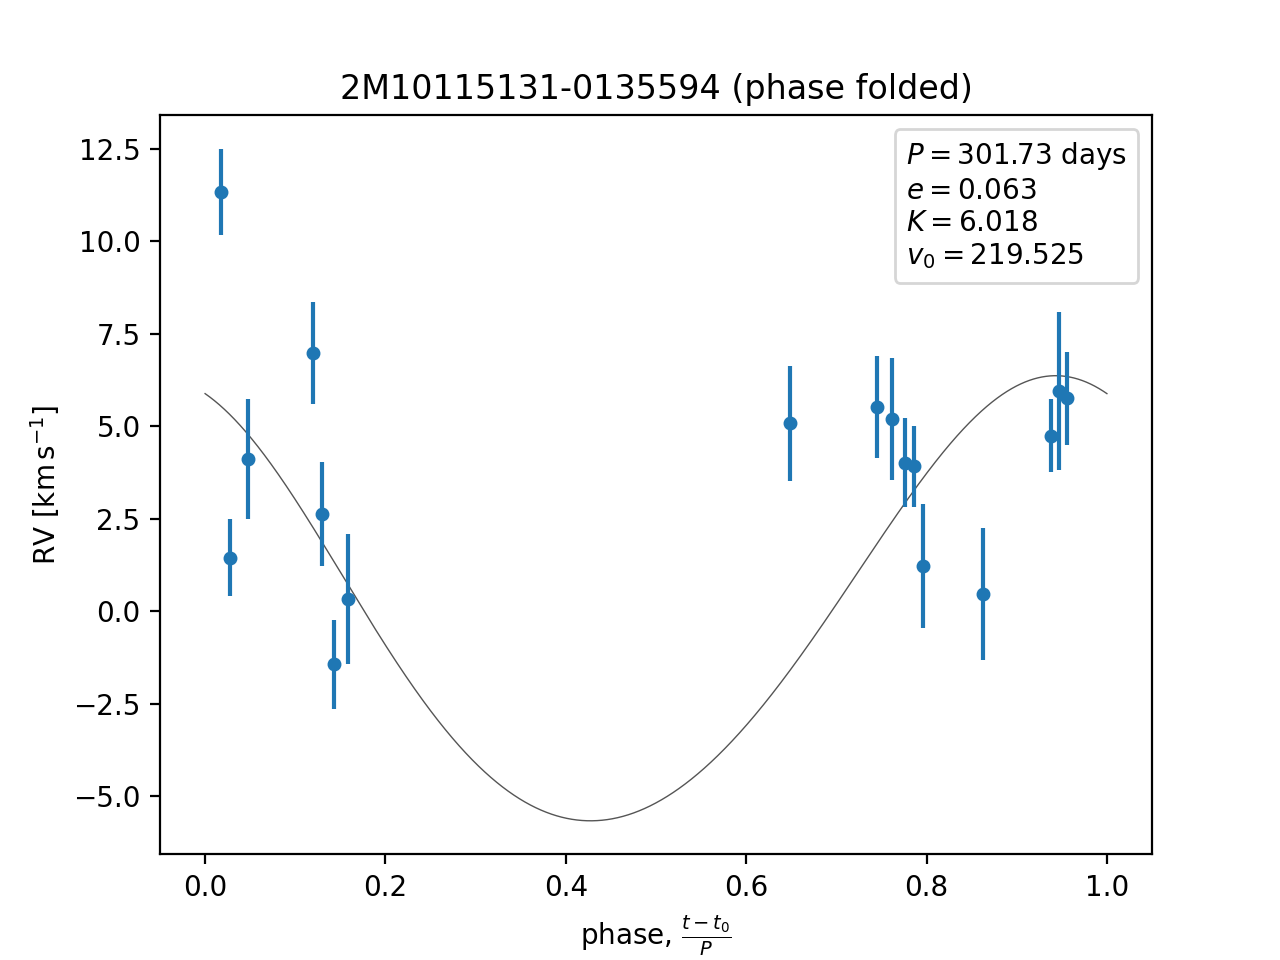 2M10115131-0135594 (phase folded)
P = 301.73 days
e = 0.063
K = 6.018
v₀ = 219.525
12.5
10.0
7.5
5.0
2.5
0.0
−2.5
−5.0
RV [km s⁻¹]
0.0 0.2 0.4 0.6 0.8 1.0
phase, (t − t₀)/P